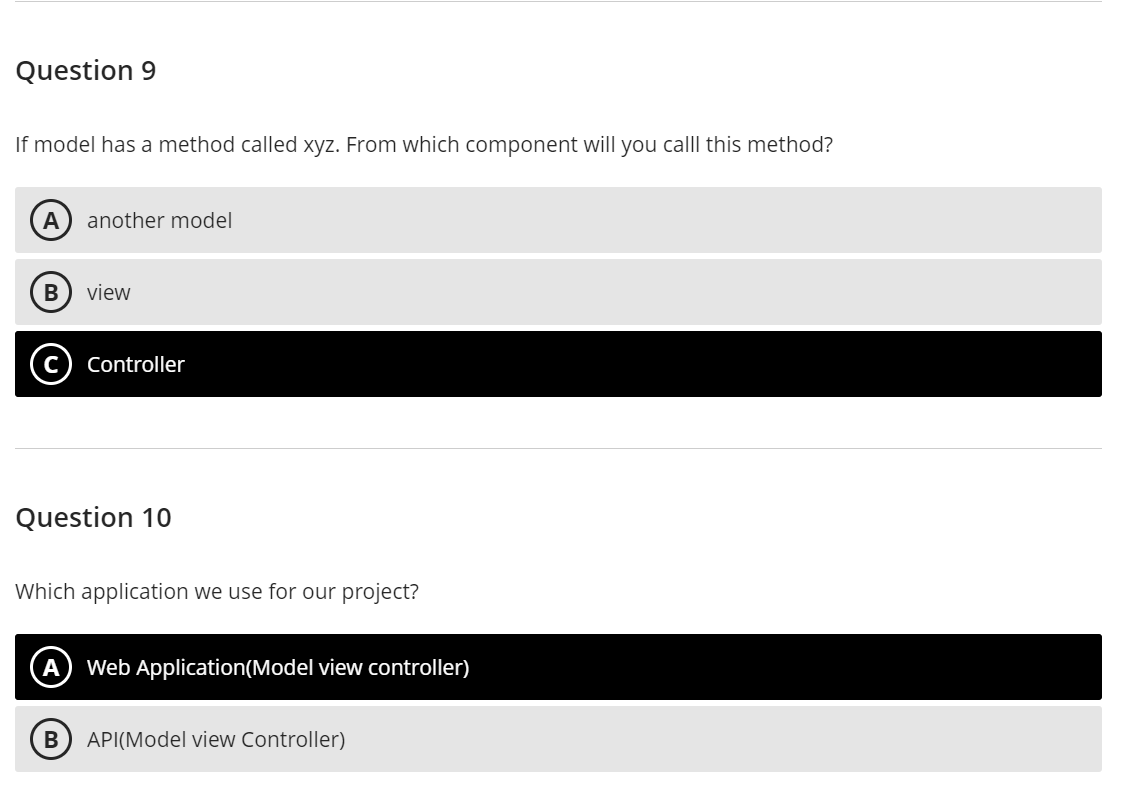 Question 9
If model has a method called xyz. From which component will you calll this method?
A another model
B view
C Controller
Question 10
Which application we use for our project?
A Web Application(Model view controller)
B API(Model view Controller)